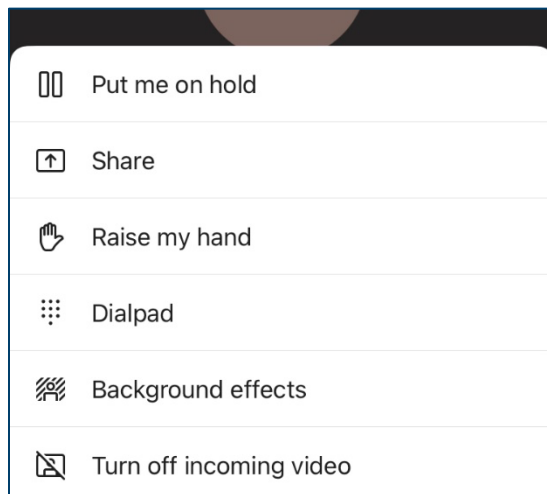 Put me on hold
Share
Raise my hand
Dialpad
Background effects
Turn off incoming video